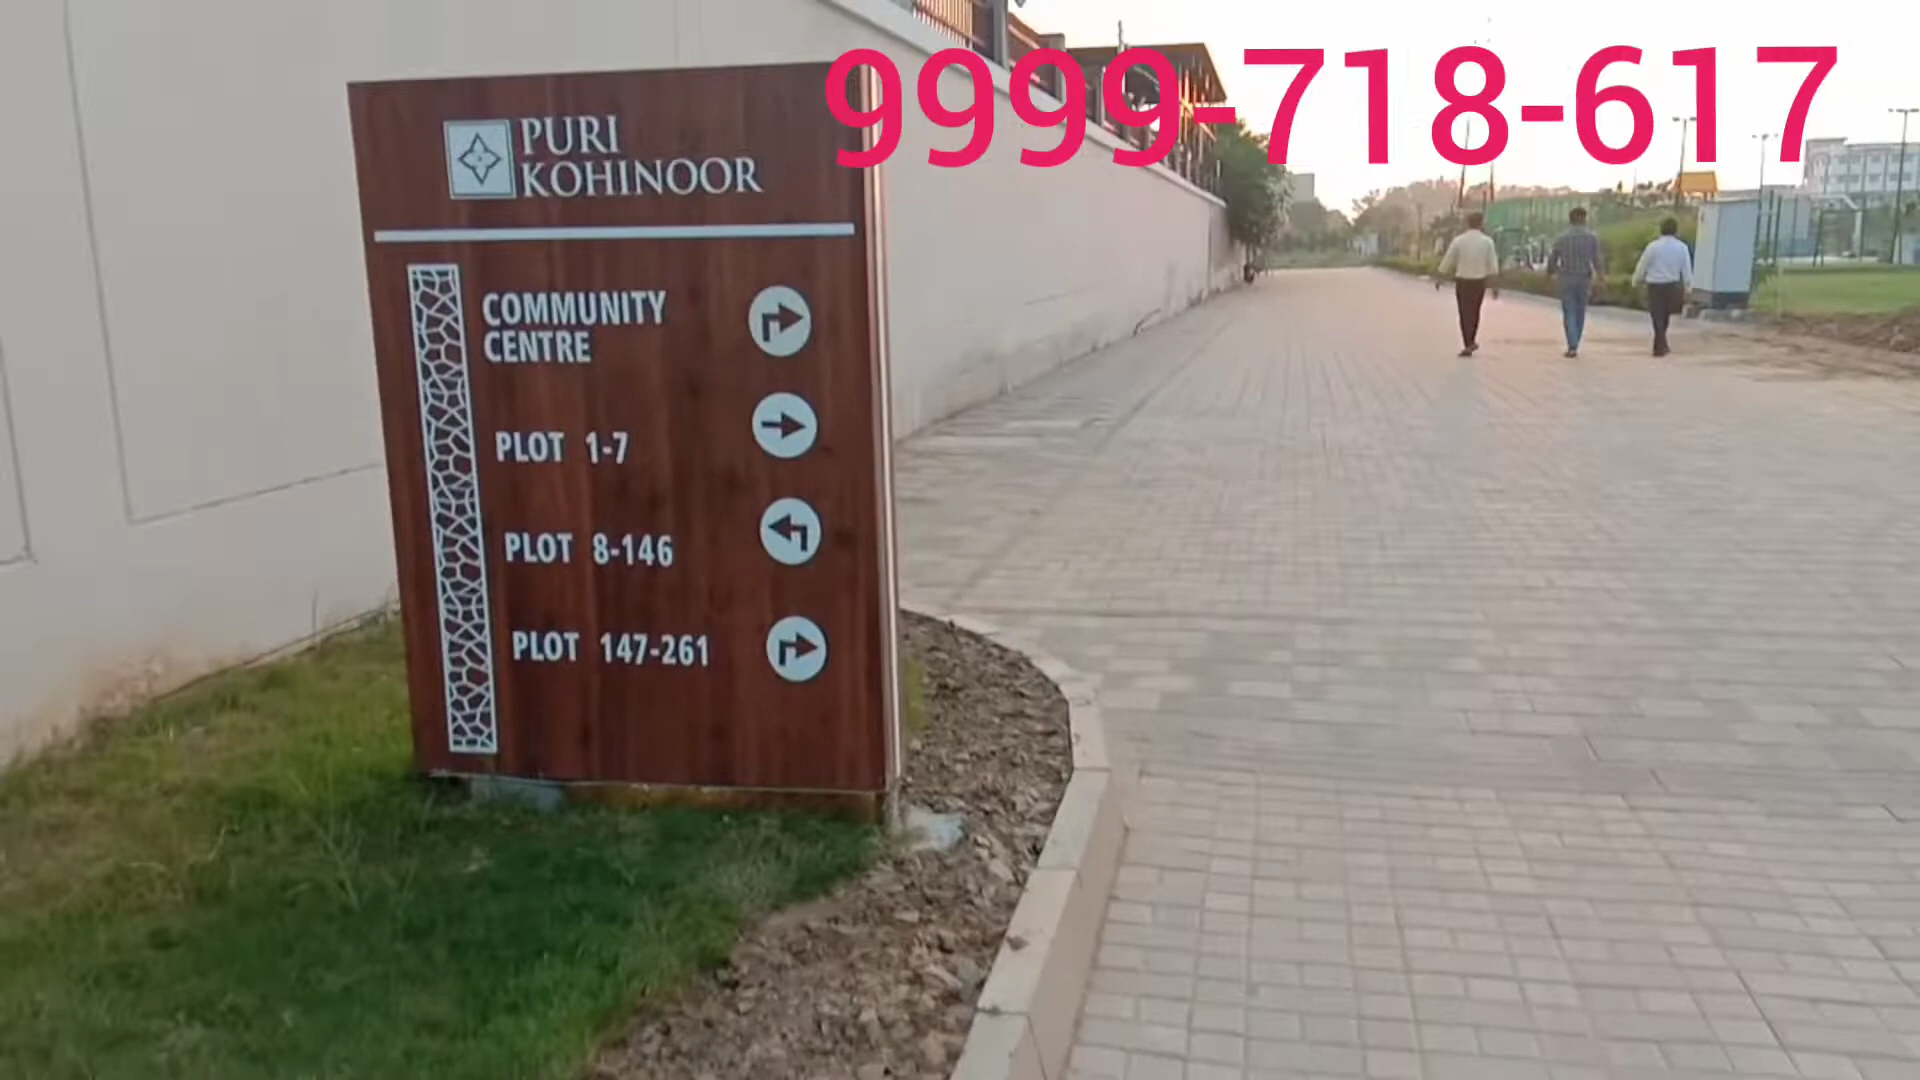 9999-718-617
PURI
KOHINOOR
COMMUNITY
CENTRE
PLOT 1-7
PLOT 8-146
PLOT 147-261